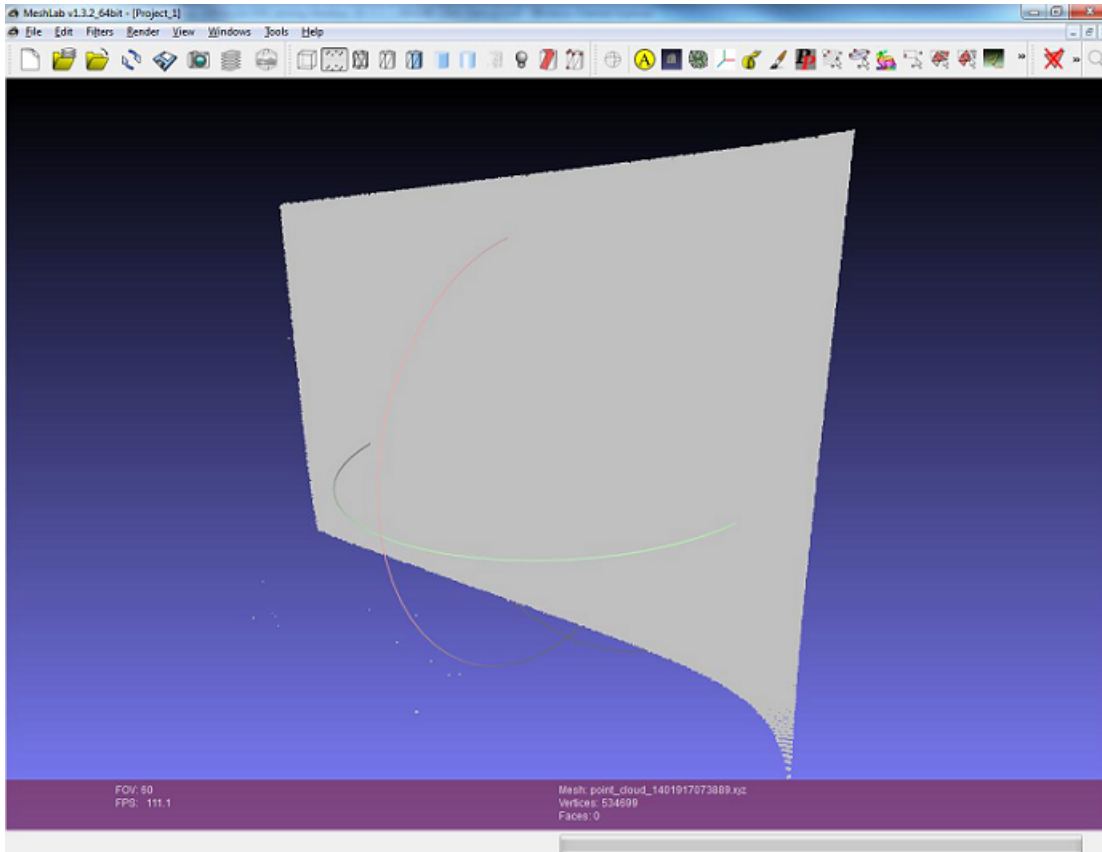 MeshLab v1.3.2_64bit - [Project_1]
File Edit Filters Render View Windows Tools Help
A
FOV: 60
FPS: 111.1
Mesh: point_cloud_1401917073889.xyz
Vertices: 534699
Faces: 0